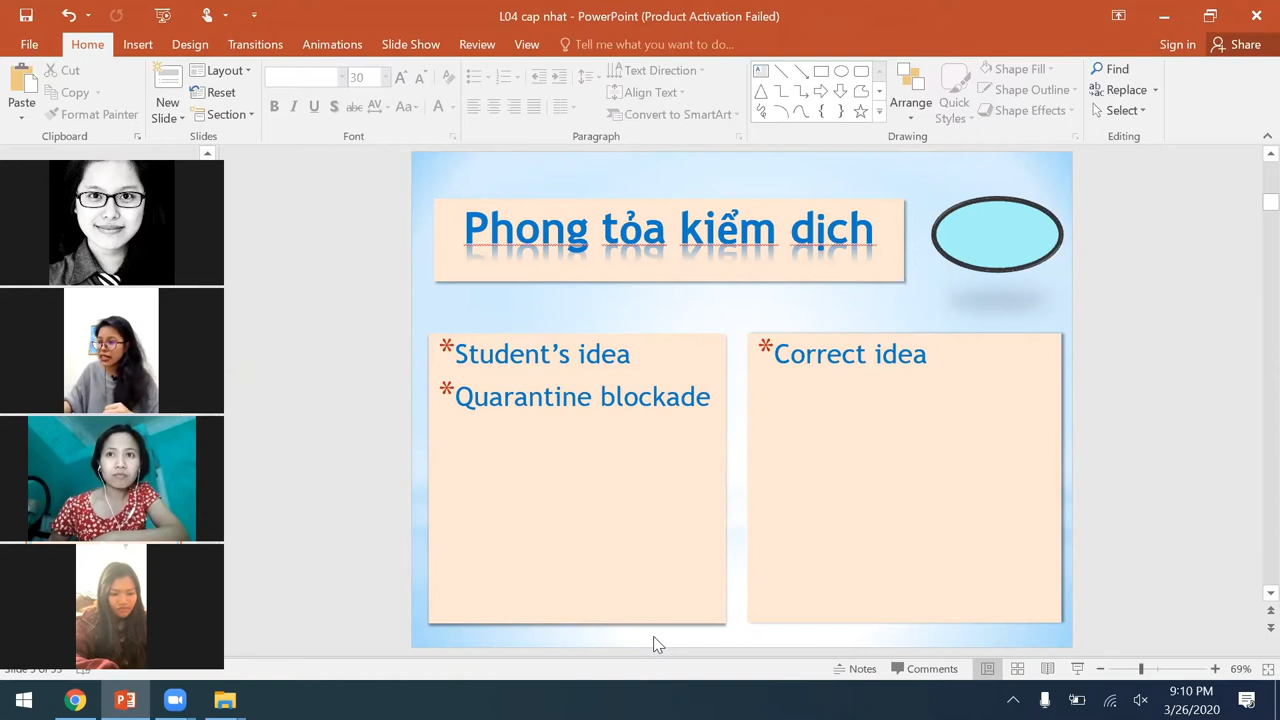 L04 cap nhat - PowerPoint (Product Activation Failed)
File Home Insert Design Transitions Animations Slide Show Review View Tell me what you want to do... Sign in Share
Paste
Cut
Copy
Format Painter
Clipboard
New Slide
Layout
Reset
Section
Slides
30
B I U S abc AV Aa A
Font
Text Direction
Align Text
Convert to SmartArt
Paragraph
Arrange
Quick Styles
Shape Fill
Shape Outline
Shape Effects
Drawing
Find
Replace
Select
Editing
Phong tỏa kiểm dịch
*Student's idea
*Quarantine blockade
*Correct idea
Notes Comments 69%
9:10 PM
3/26/2020